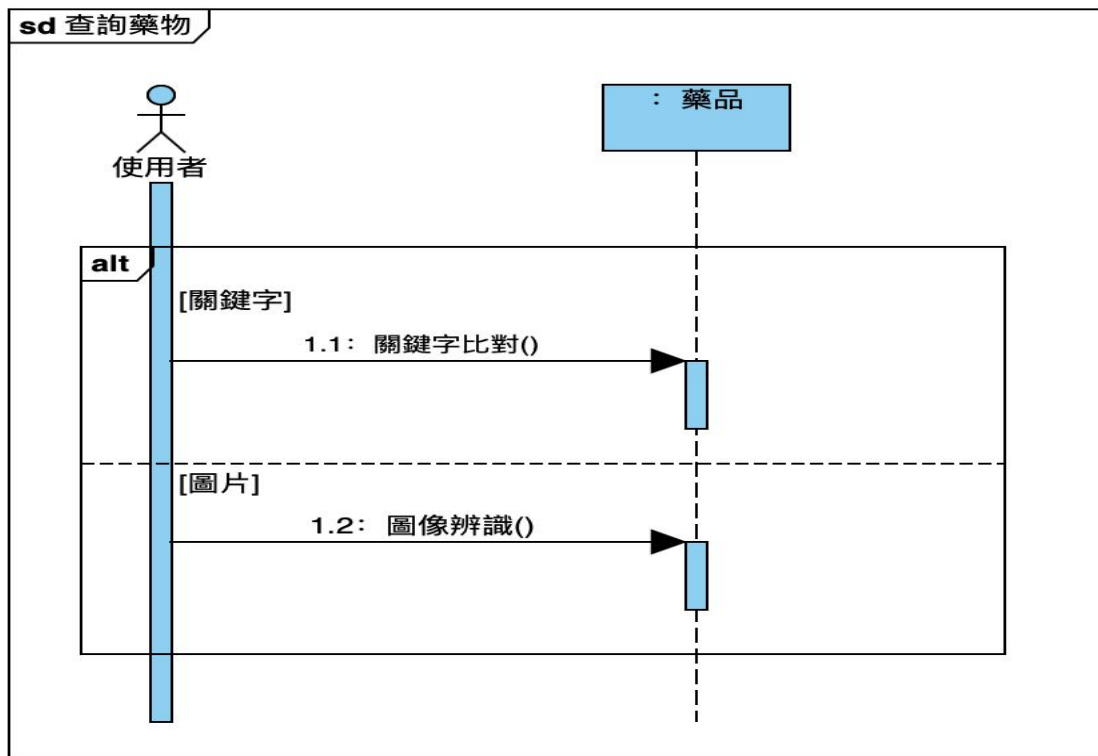 sd 查詢藥物
： 藥品
使用者
alt
[關鍵字]
1.1： 關鍵字比對()
[圖片]
1.2： 圖像辨識()